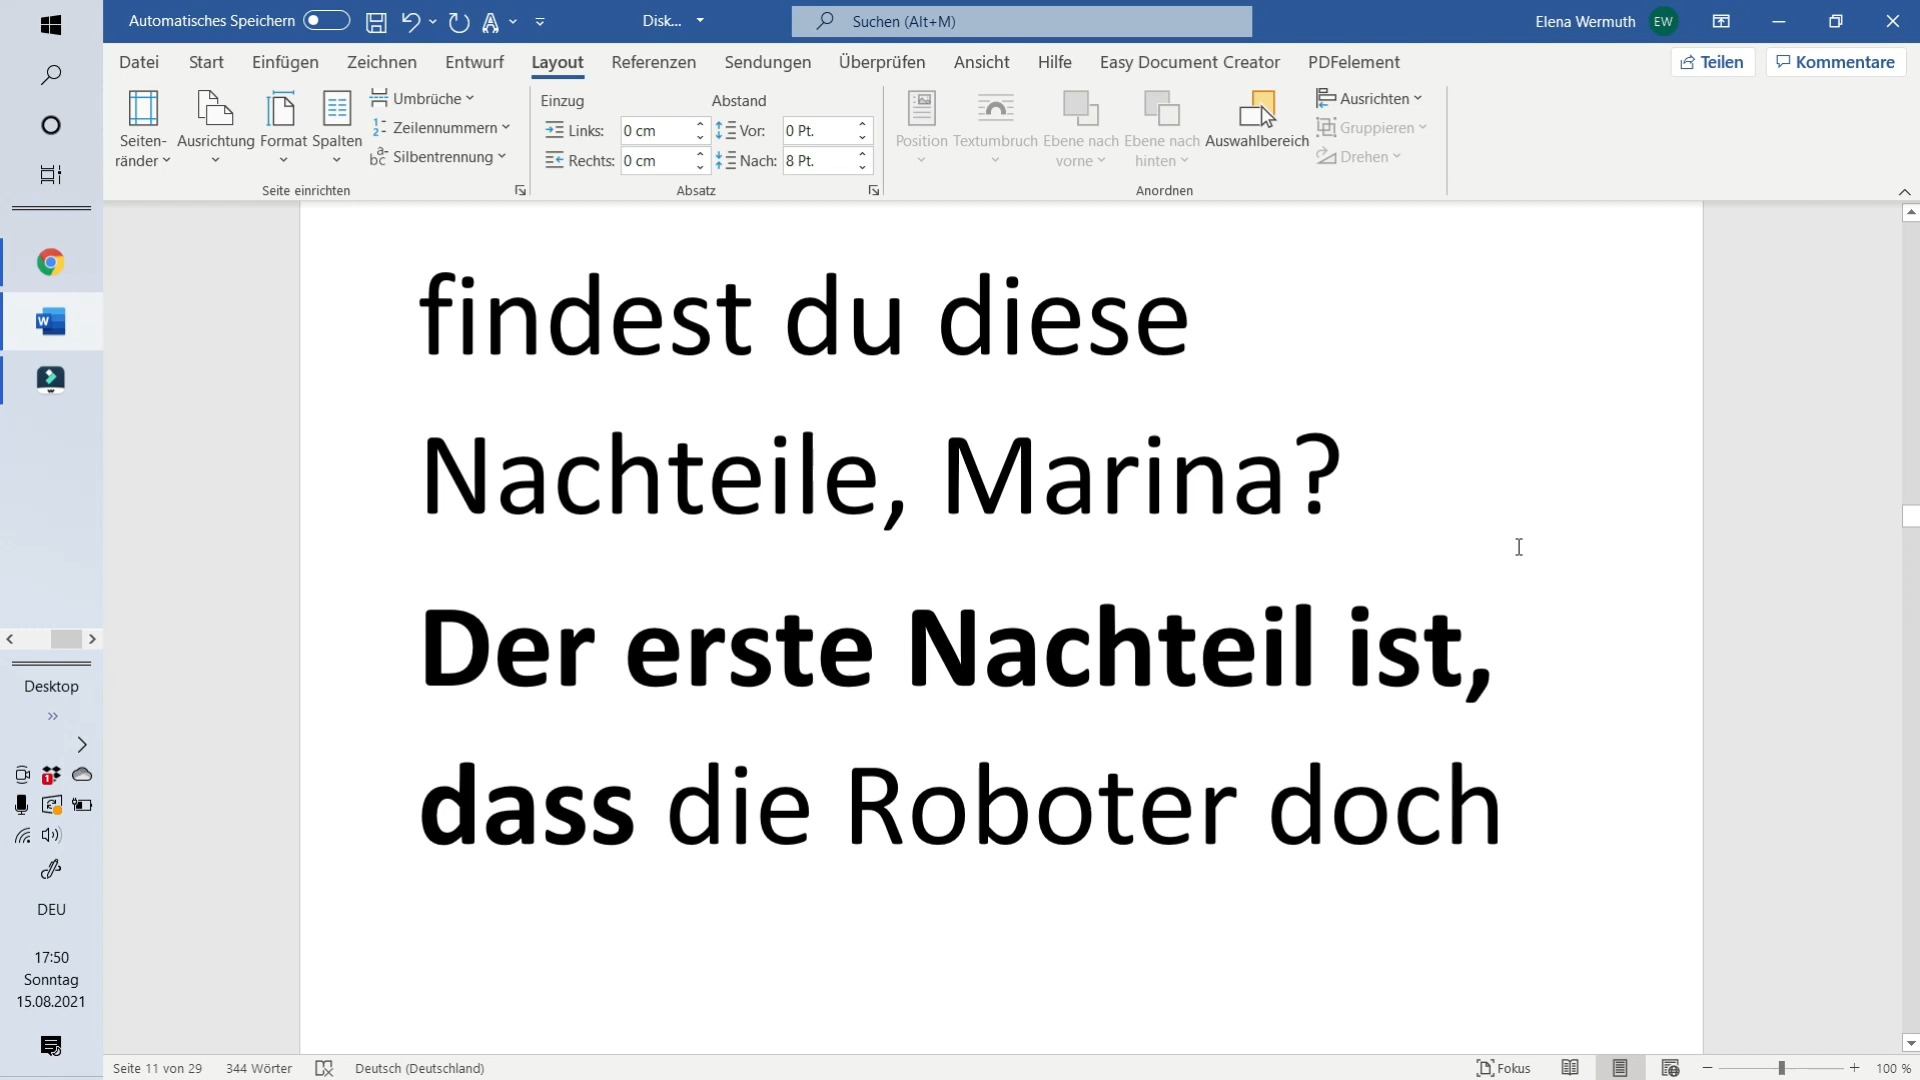 Automatisches Speichern
Disk...
Suchen (Alt+M)
Elena Wermuth
EW
Datei Start Einfügen Zeichnen Entwurf Layout Referenzen Sendungen Überprüfen Ansicht Hilfe Easy Document Creator PDFelement
Teilen
Kommentare
Seiten-
ränder
Ausrichtung
Format
Spalten
Umbrüche
Zeilennummern
Silbentrennung
Seite einrichten
Einzug
Links: 0 cm
Rechts: 0 cm
Abstand
Vor: 0 Pt.
Nach: 8 Pt.
Absatz
Position
Textumbruch
Ebene nach
vorne
Ebene nach
hinten
Auswahlbereich
Ausrichten
Gruppieren
Drehen
Anordnen
findest du diese
Nachteile, Marina?
Der erste Nachteil ist,
dass die Roboter doch
Desktop
DEU
17:50
Sonntag
15.08.2021
Seite 11 von 29
344 Wörter
Deutsch (Deutschland)
Fokus
100 %